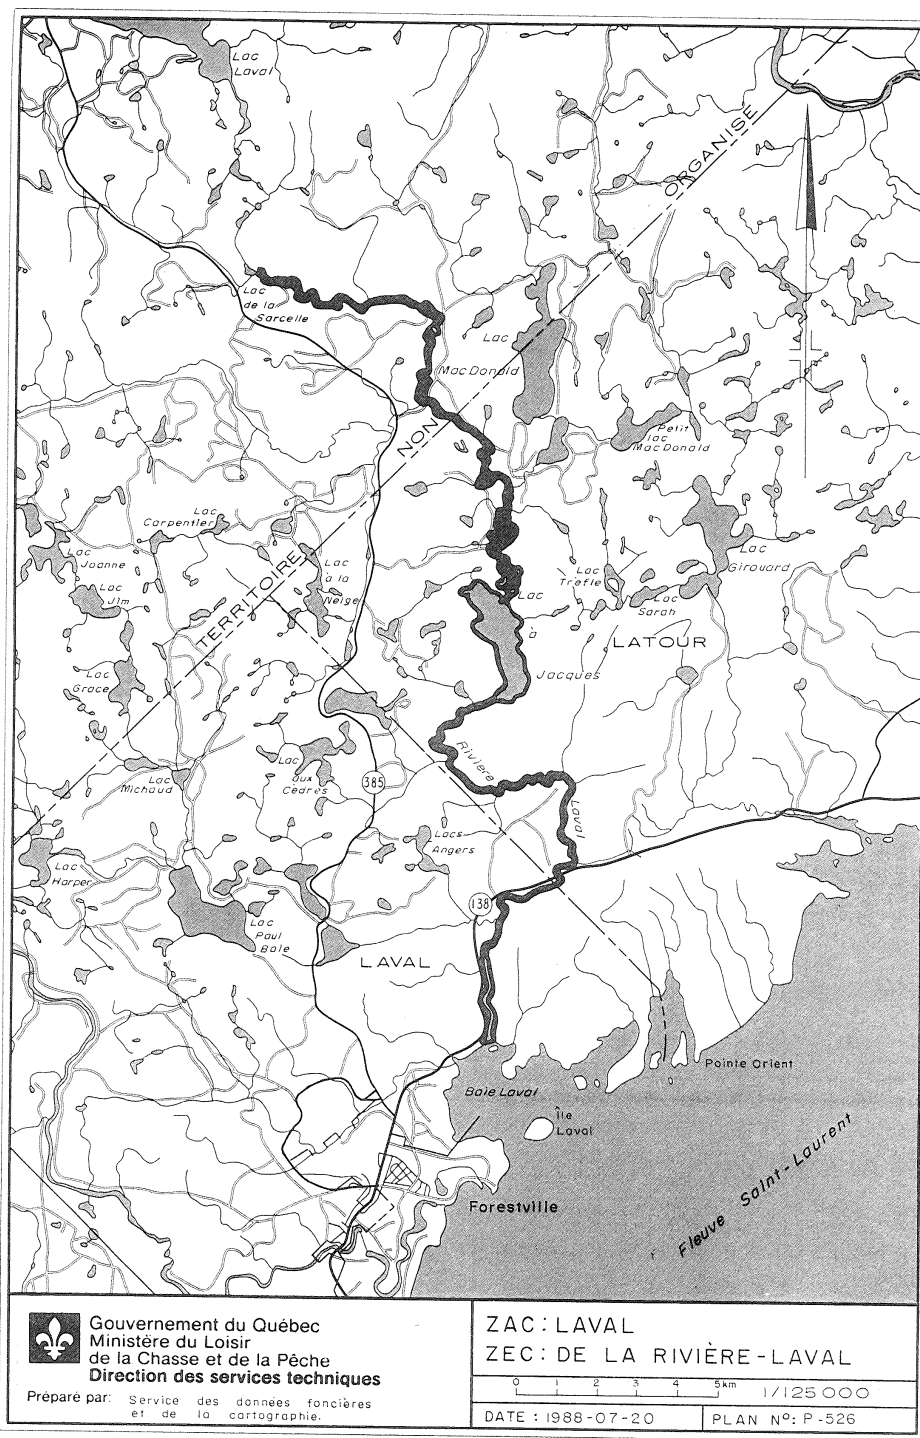 Lac
Laval
ORGANISE
Lac
de la
Sarcelle
Lac
MacDonald
NON
Petit
lac
MacDonald
Lac
Carpentier
Lac
Joanne
Lac
Jim
Lac
à la
Neige
TERRITOIRE
Lac
Girouard
Lac
Trèfle
Lac
Sarah
Lac
à
Jacques
LATOUR
Lac
Grace
Rivière
Laval
Lac
aux
Cèdres
385
Lac
Michaud
Lacs
Angers
Lac
Harper
138
Lac
Paul
Baie
LAVAL
Pointe Orient
Baie Laval
Île
Laval
Forestville
Fleuve Saint-Laurent
Gouvernement du Québec
Ministère du Loisir
de la Chasse et de la Pêche
Direction des services techniques
Préparé par: Service des données foncières
et de la cartographie.
ZAC: LAVAL
ZEC: DE LA RIVIÈRE-LAVAL
0 1 2 3 4 5km 1/125 000
DATE : 1988-07-20
PLAN Nº: P-526